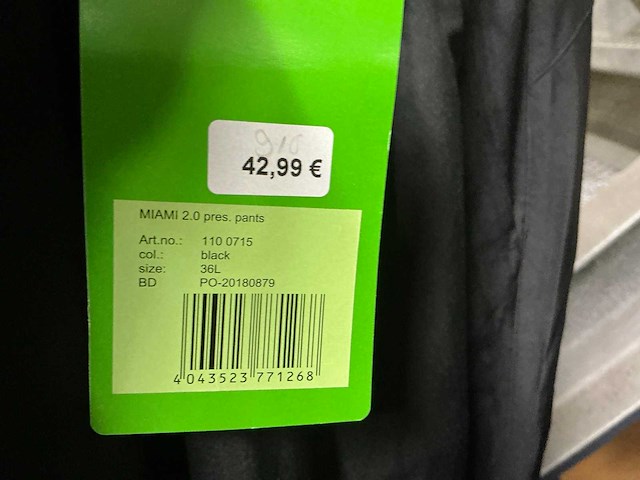 42,99 €
MIAMI 2.0 pres. pants
Art.no.: 110 0715
col.: black
size: 36L
BD PO-20180879
4 043523 771268